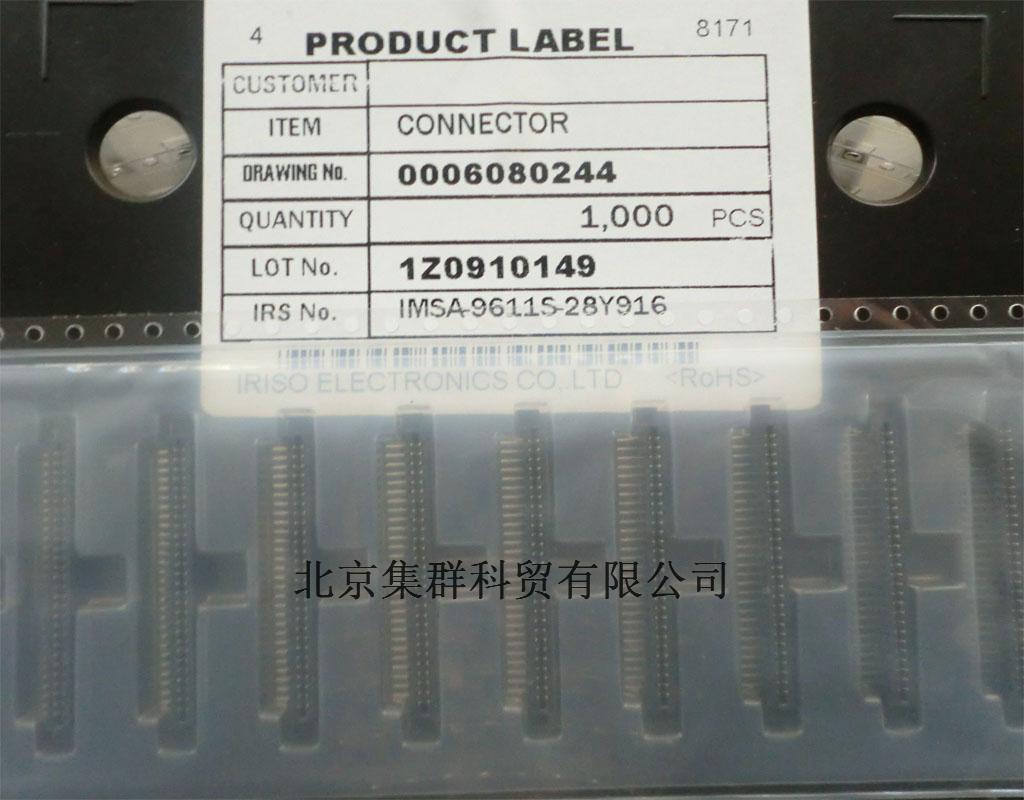 4 PRODUCT LABEL 8171
CUSTOMER
ITEM CONNECTOR
DRAWING No. 0006080244
QUANTITY 1,000 PCS
LOT No. 1Z0910149
IRS No. IMSA-9611S-28Y916
IRISO ELECTRONICS CO,.LTD <RoHS>
北京集群科贸有限公司